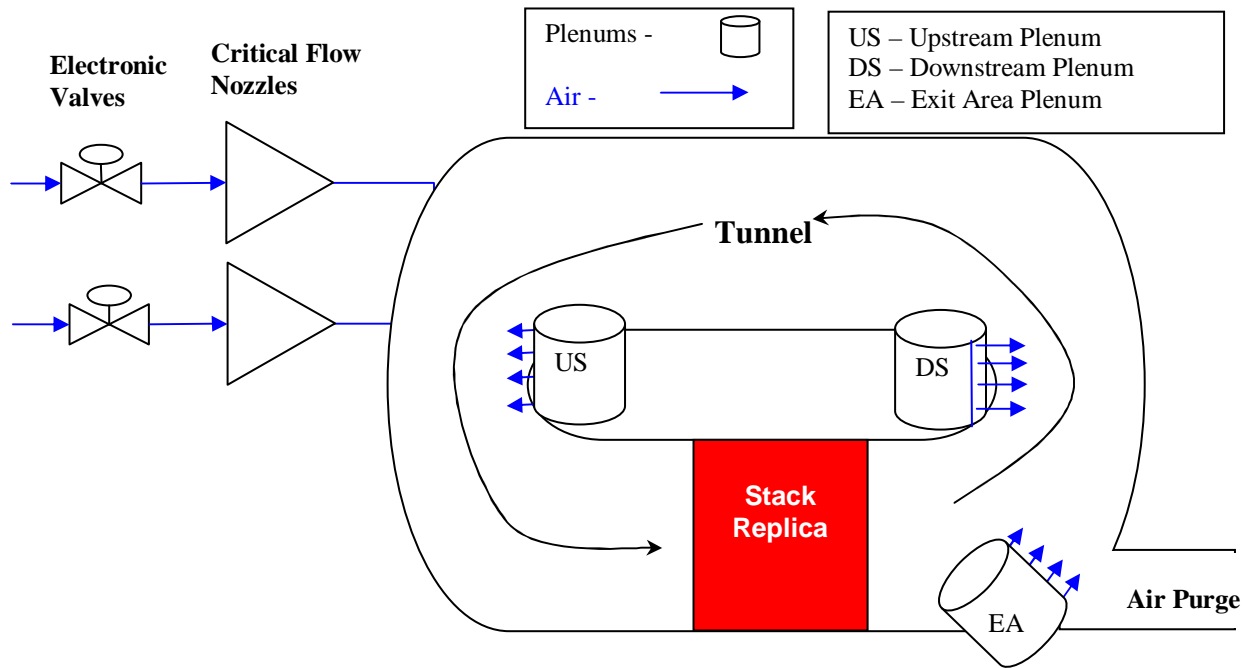 Electronic
Valves
Critical Flow
Nozzles
Plenums -
Air -
US – Upstream Plenum
DS – Downstream Plenum
EA – Exit Area Plenum
Tunnel
US
DS
Stack
Replica
EA
Air Purge